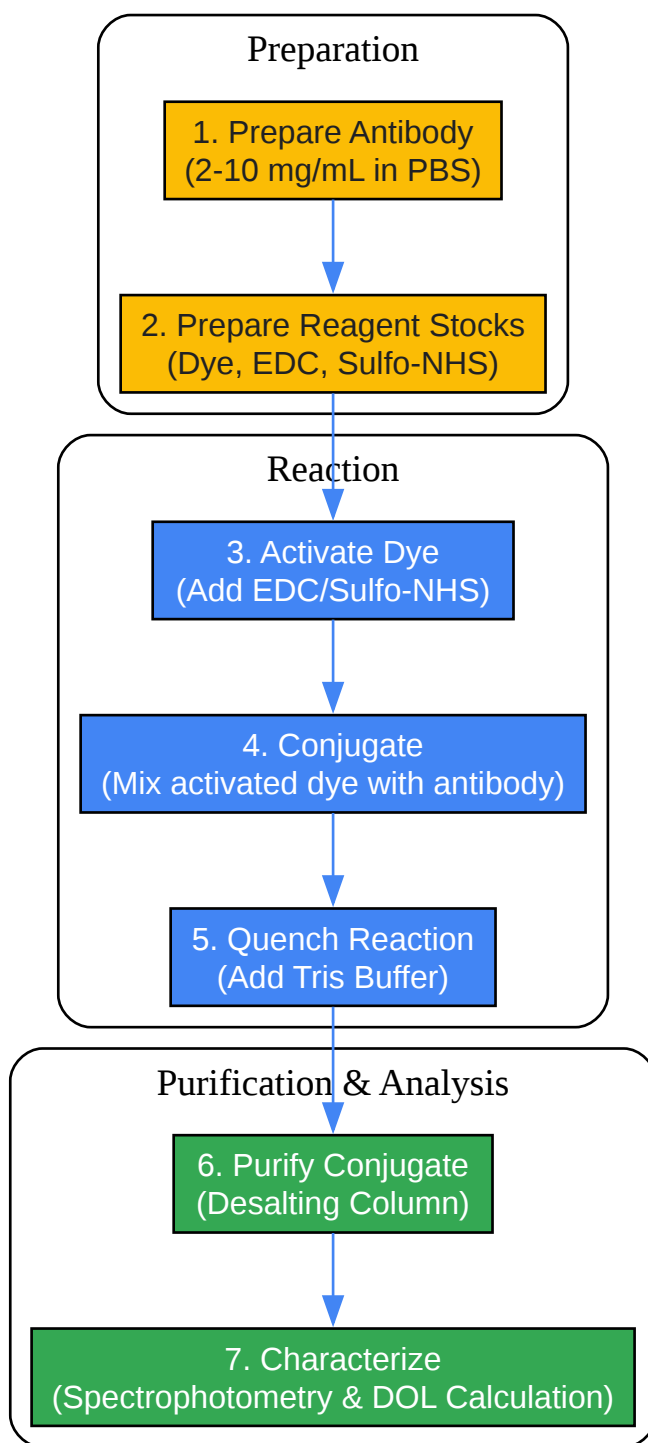 Preparation
1. Prepare Antibody
(2-10 mg/mL in PBS)
2. Prepare Reagent Stocks
(Dye, EDC, Sulfo-NHS)
Reaction
3. Activate Dye
(Add EDC/Sulfo-NHS)
4. Conjugate
(Mix activated dye with antibody)
5. Quench Reaction
(Add Tris Buffer)
Purification & Analysis
6. Purify Conjugate
(Desalting Column)
7. Characterize
(Spectrophotometry & DOL Calculation)